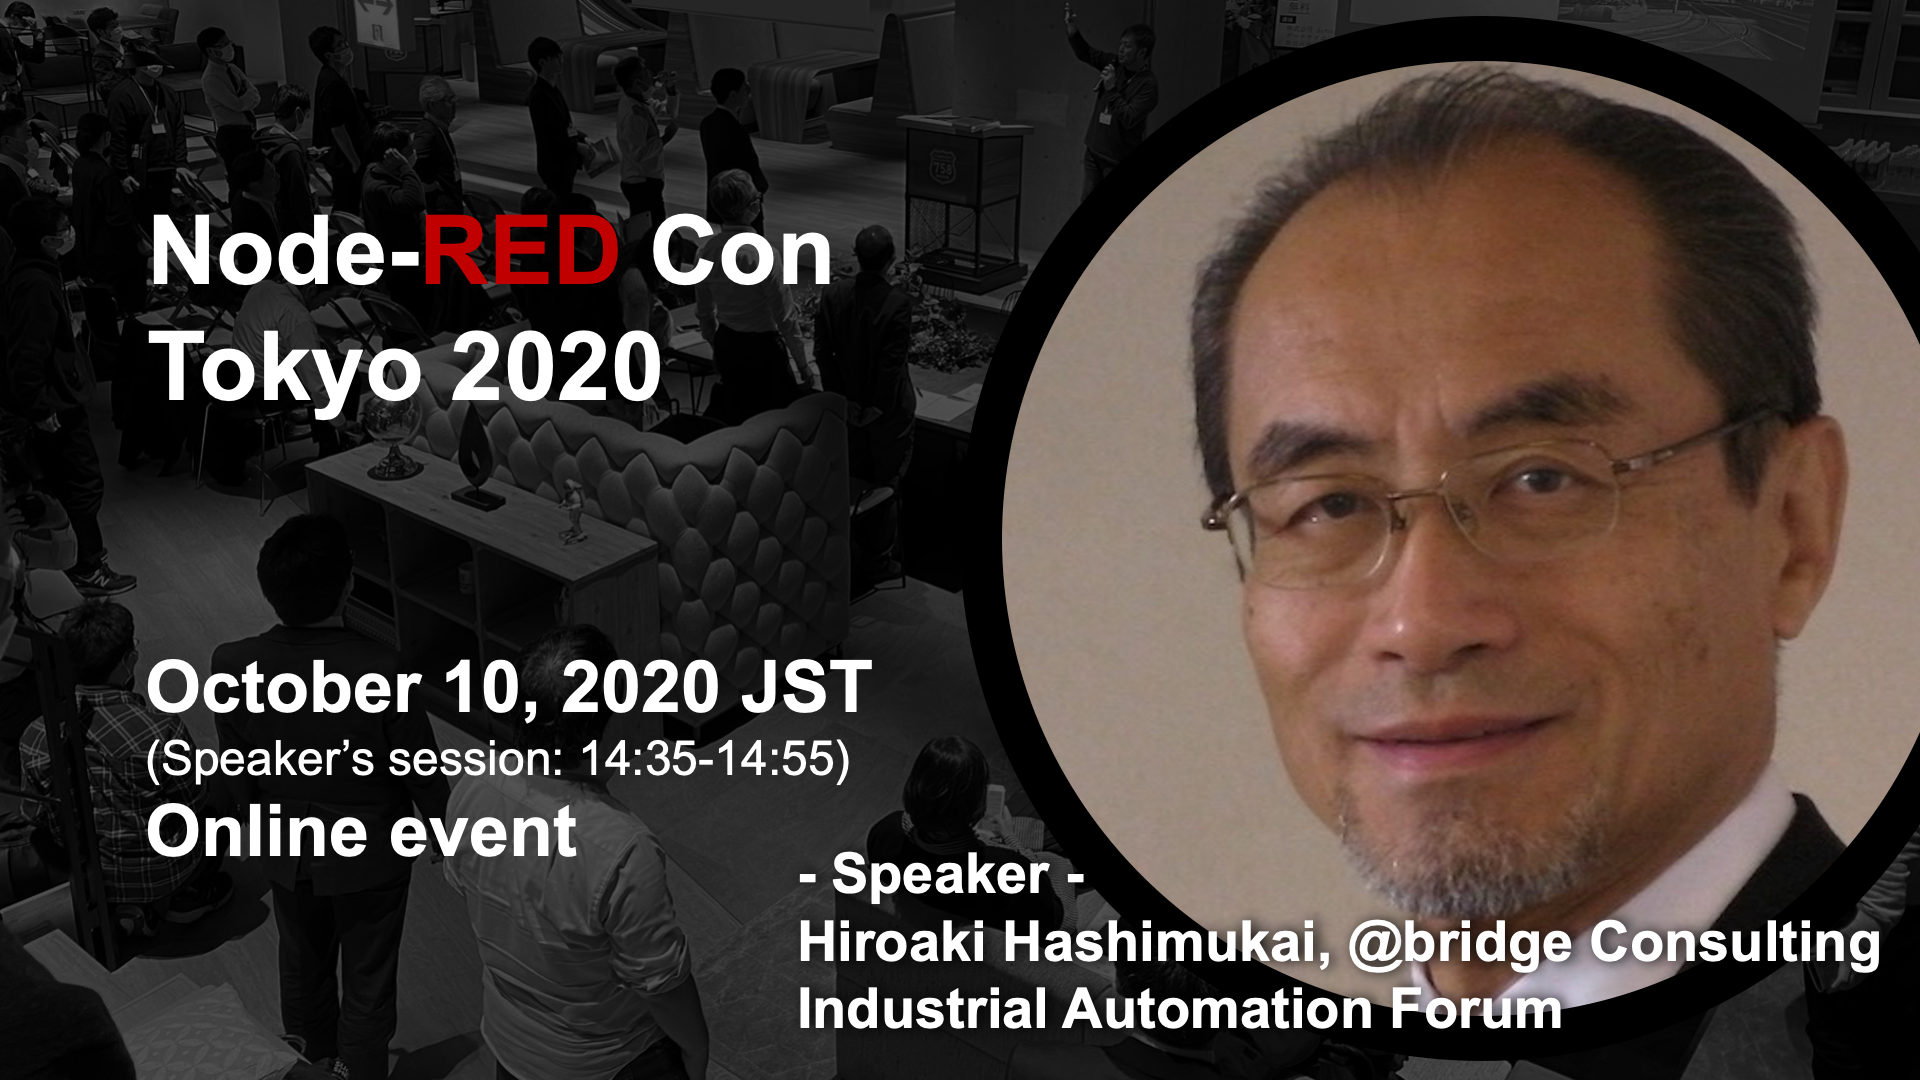 Node-RED Con
Tokyo 2020
October 10, 2020 JST
(Speaker’s session: 14:35-14:55)
Online event
- Speaker -
Hiroaki Hashimukai, @bridge Consulting
Industrial Automation Forum
758